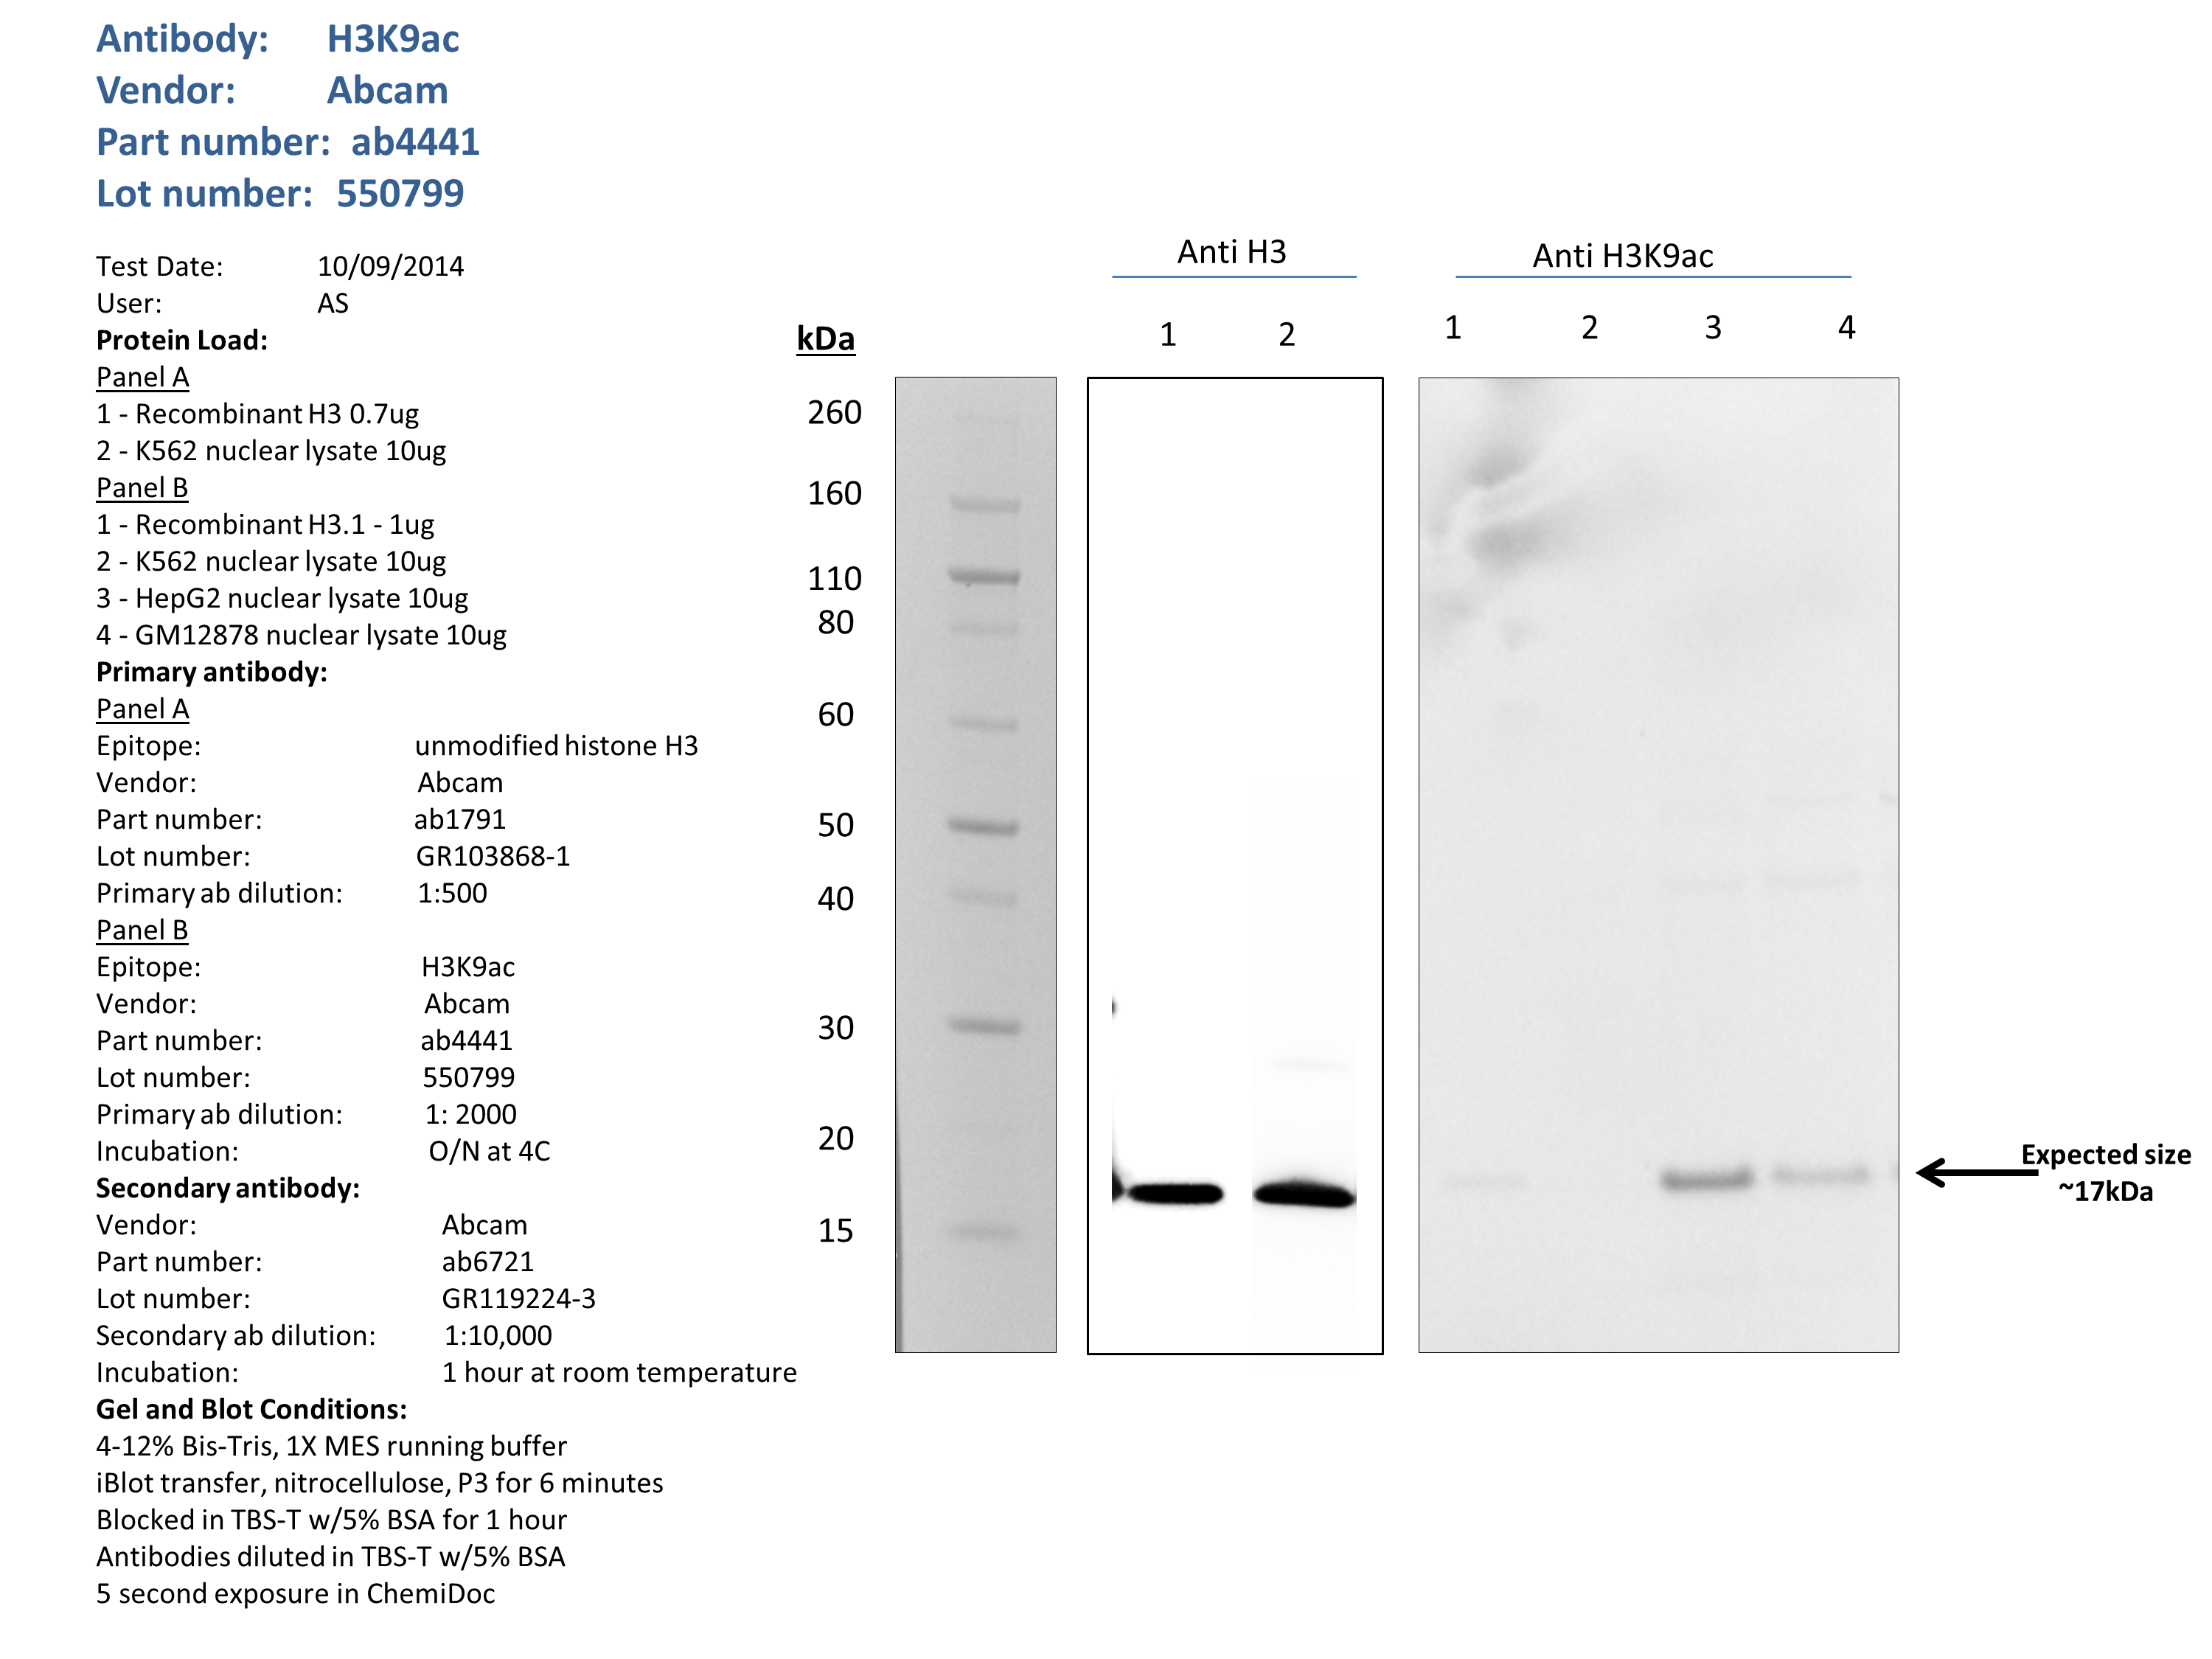 Antibody: H3K9ac
Vendor: Abcam
Part number: ab4441
Lot number: 550799
Test Date: 10/09/2014
User: AS
Protein Load:
Panel A
1 - Recombinant H3 0.7ug
2 - K562 nuclear lysate 10ug
Panel B
1 - Recombinant H3.1 - 1ug
2 - K562 nuclear lysate 10ug
3 - HepG2 nuclear lysate 10ug
4 - GM12878 nuclear lysate 10ug
Primary antibody:
Panel A
Epitope: unmodified histone H3
Vendor: Abcam
Part number: ab1791
Lot number: GR103868-1
Primary ab dilution: 1:500
Panel B
Epitope: H3K9ac
Vendor: Abcam
Part number: ab4441
Lot number: 550799
Primary ab dilution: 1: 2000
Incubation: O/N at 4C
Secondary antibody:
Vendor: Abcam
Part number: ab6721
Lot number: GR119224-3
Secondary ab dilution: 1:10,000
Incubation: 1 hour at room temperature
Gel and Blot Conditions:
4-12% Bis-Tris, 1X MES running buffer
iBlot transfer, nitrocellulose, P3 for 6 minutes
Blocked in TBS-T w/5% BSA for 1 hour
Antibodies diluted in TBS-T w/5% BSA
5 second exposure in ChemiDoc
kDa
260
160
110
80
60
50
40
30
20
15
Anti H3
1 2
Anti H3K9ac
1 2 3 4
Expected size
~17kDa